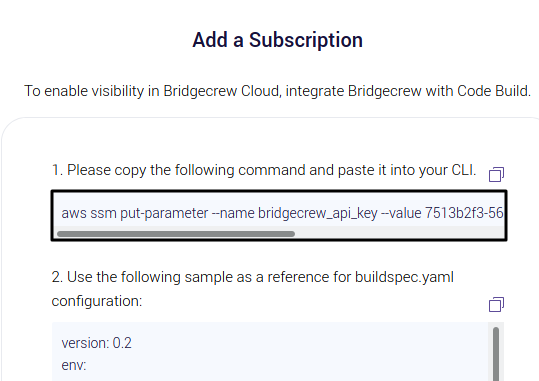 Add a Subscription
To enable visibility in Bridgecrew Cloud, integrate Bridgecrew with Code Build.
1. Please copy the following command and paste it into your CLI.
aws ssm put-parameter --name bridgecrew_api_key --value 7513b2f3-56
2. Use the following sample as a reference for buildspec.yaml
configuration:
version: 0.2
env: